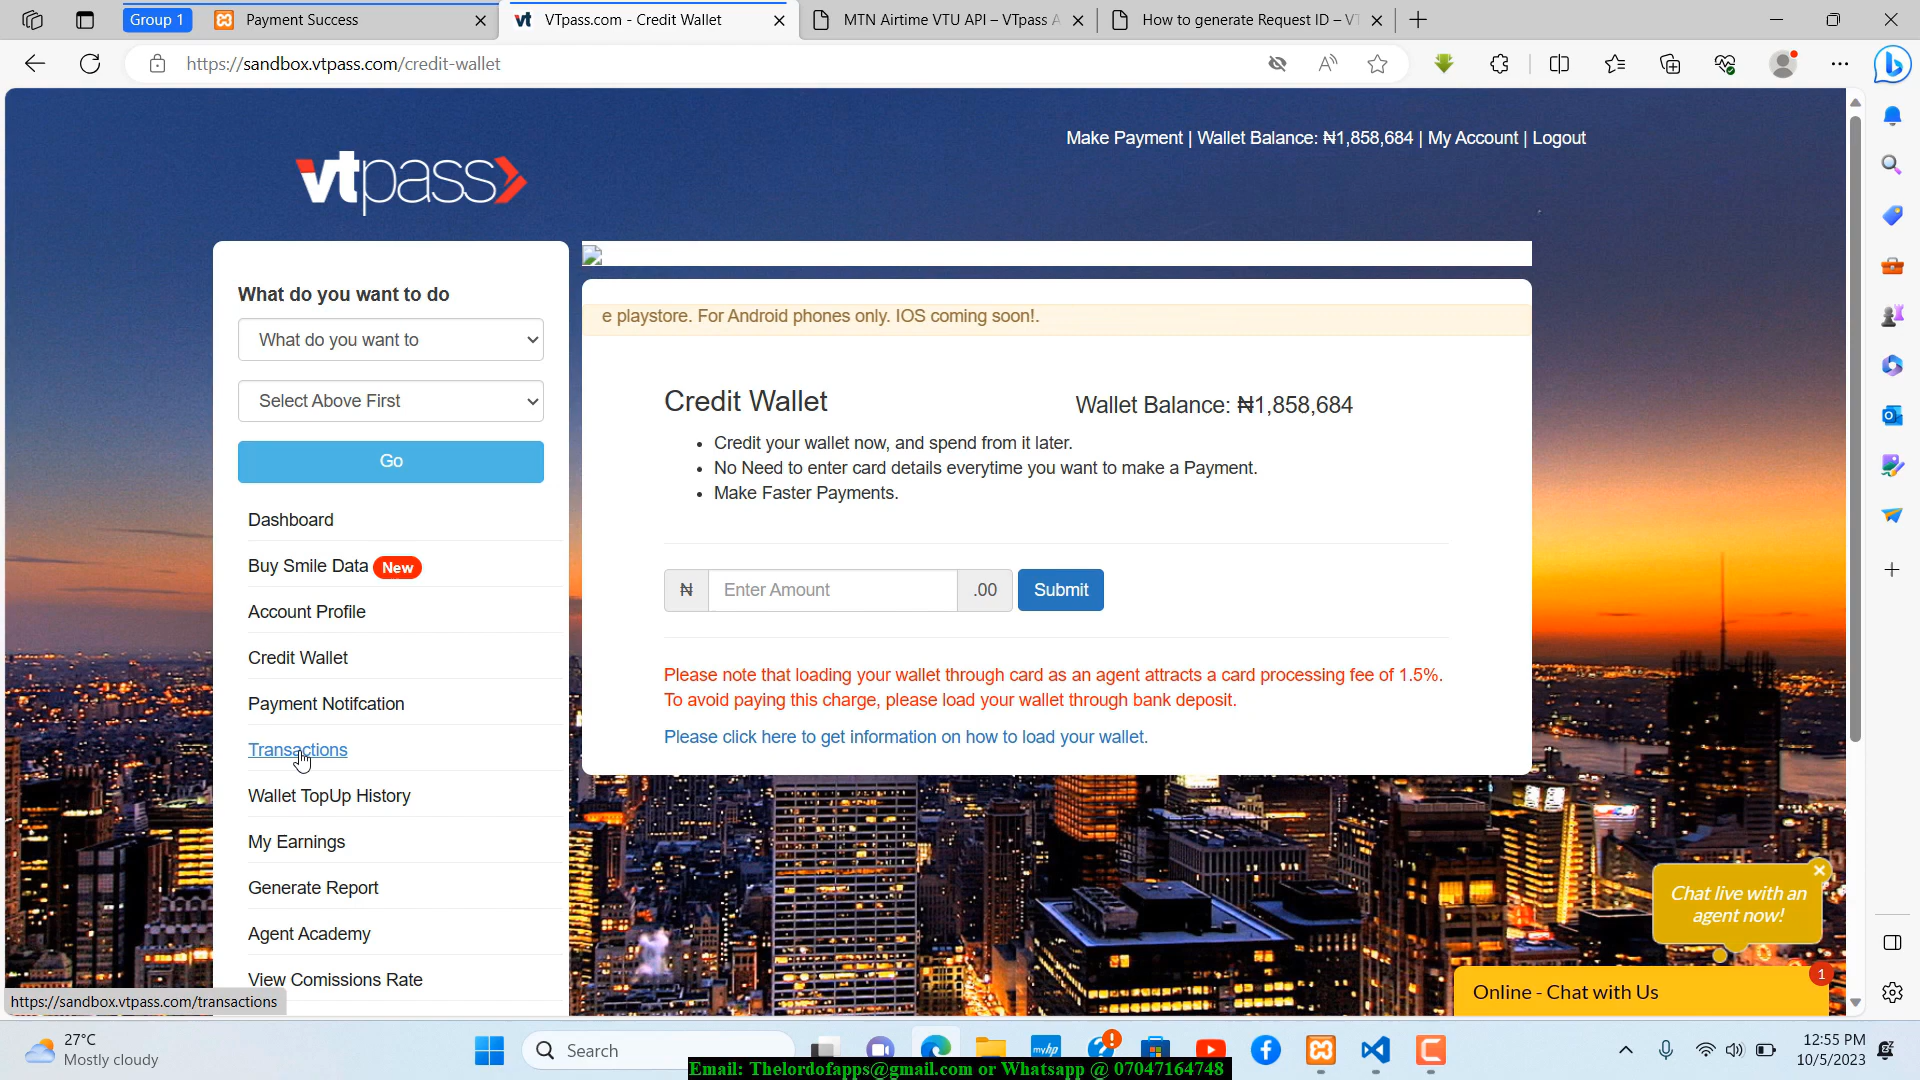 Group 1
Payment Success
VTpass.com - Credit Wallet
MTN Airtime VTU API – VTpass A
How to generate Request ID – VT
https://sandbox.vtpass.com/credit-wallet
Make Payment | Wallet Balance: ₦1,858,684 | My Account | Logout
vtpass
What do you want to do
What do you want to
Select Above First
Go
Dashboard
Buy Smile Data New
Account Profile
Credit Wallet
Payment Notifcation
Transactions
Wallet TopUp History
My Earnings
Generate Report
Agent Academy
View Comissions Rate
e playstore. For Android phones only. IOS coming soon!.
Credit Wallet
Wallet Balance: ₦1,858,684
• Credit your wallet now, and spend from it later.
• No Need to enter card details everytime you want to make a Payment.
• Make Faster Payments.
₦ Enter Amount .00 Submit
Please note that loading your wallet through card as an agent attracts a card processing fee of 1.5%.
To avoid paying this charge, please load your wallet through bank deposit.
Please click here to get information on how to load your wallet.
Chat live with an
agent now!
1
Online - Chat with Us
https://sandbox.vtpass.com/transactions
27°C
Mostly cloudy
Search
myhp
12:55 PM
10/5/2023
Email: Thelordofapps@gmail.com or Whatsapp @ 07047164748